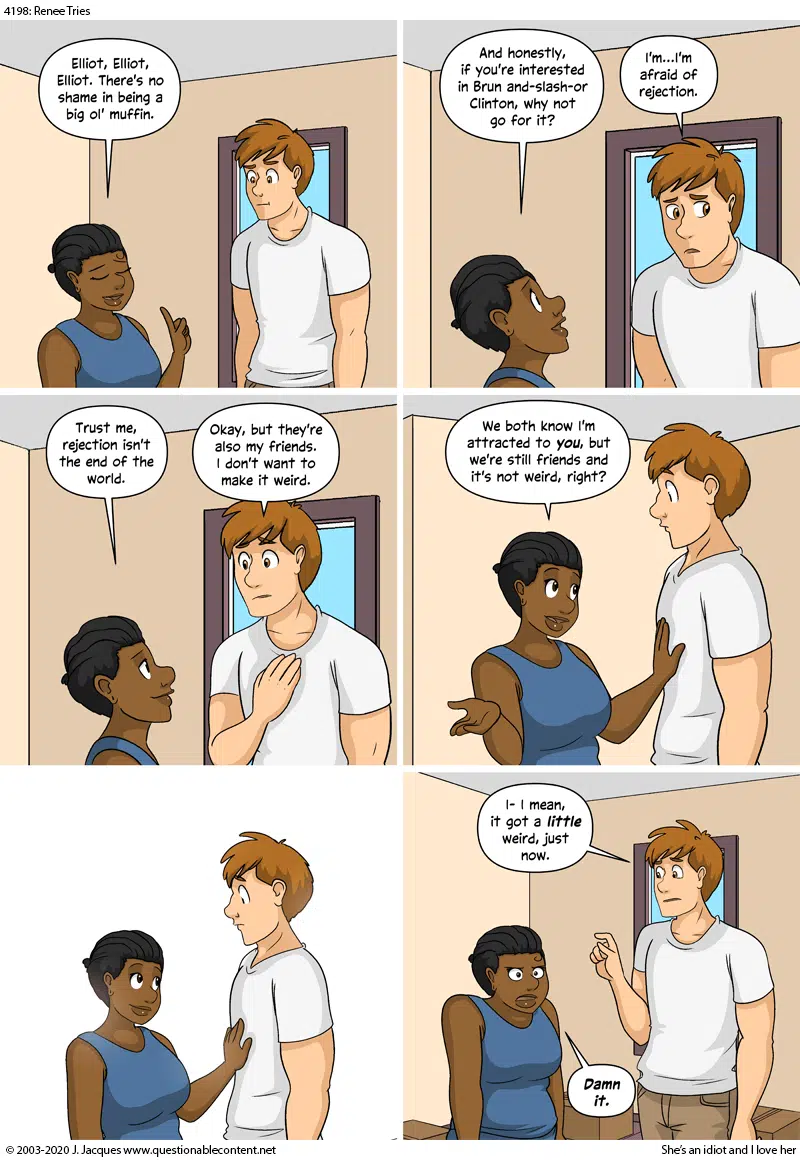 4198: Renee Tries
Elliot, Elliot,
Elliot. There's no
shame in being a
big ol' muffin.
And honestly,
if you're interested
in Brun and-slash-or
Clinton, why not
go for it?
I'm...I'm
afraid of
rejection.
Trust me,
rejection isn't
the end of the
world.
Okay, but they're
also my friends.
I don't want to
make it weird.
We both know I'm
attracted to you, but
we're still friends and
it's not weird, right?
I- I mean,
it got a little
weird, just
now.
Damn
it.
© 2003-2020 J. Jacques www.questionablecontent.net
She's an idiot and I love her